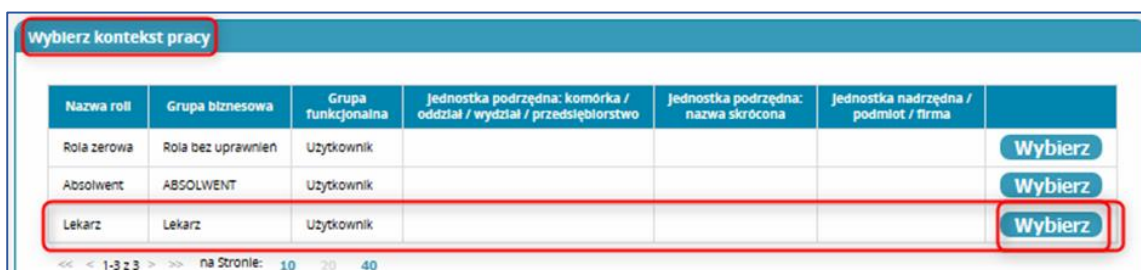 Wybierz kontekst pracy
Nazwa roli Grupa biznesowa Grupa funkcjonalna Jednostka podrzędna: komórka / oddział / wydział / przedsiębiorstwo Jednostka podrzędna: nazwa skrócona Jednostka nadrzędna / podmiot / firma
Rola zerowa Rola bez uprawnień Użytkownik Wybierz
Absolwent ABSOLWENT Użytkownik Wybierz
Lekarz Lekarz Użytkownik Wybierz
<< < 1-3 z 3 > >> na Stronie: 10 20 40